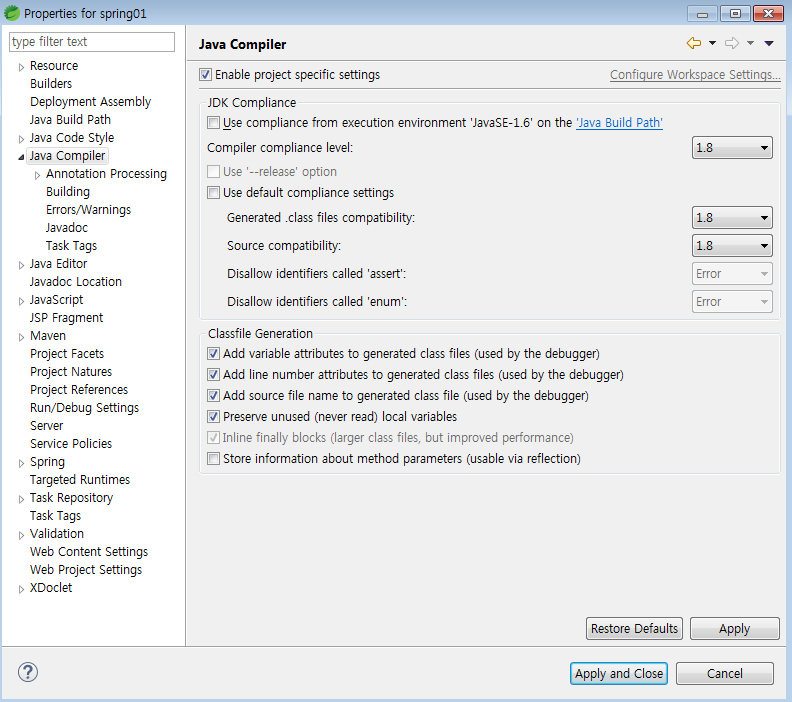 Properties for spring01
type filter text
Resource
Builders
Deployment Assembly
Java Build Path
Java Code Style
Java Compiler
Annotation Processing
Building
Errors/Warnings
Javadoc
Task Tags
Java Editor
Javadoc Location
JavaScript
JSP Fragment
Maven
Project Facets
Project Natures
Project References
Run/Debug Settings
Server
Service Policies
Spring
Targeted Runtimes
Task Repository
Task Tags
Validation
Web Content Settings
Web Project Settings
XDoclet
Java Compiler
Enable project specific settings
Configure Workspace Settings...
JDK Compliance
Use compliance from execution environment 'JavaSE-1.6' on the 'Java Build Path'
Compiler compliance level: 1.8
Use '--release' option
Use default compliance settings
Generated .class files compatibility: 1.8
Source compatibility: 1.8
Disallow identifiers called 'assert': Error
Disallow identifiers called 'enum': Error
Classfile Generation
Add variable attributes to generated class files (used by the debugger)
Add line number attributes to generated class files (used by the debugger)
Add source file name to generated class file (used by the debugger)
Preserve unused (never read) local variables
Inline finally blocks (larger class files, but improved performance)
Store information about method parameters (usable via reflection)
Restore Defaults
Apply
?
Apply and Close
Cancel